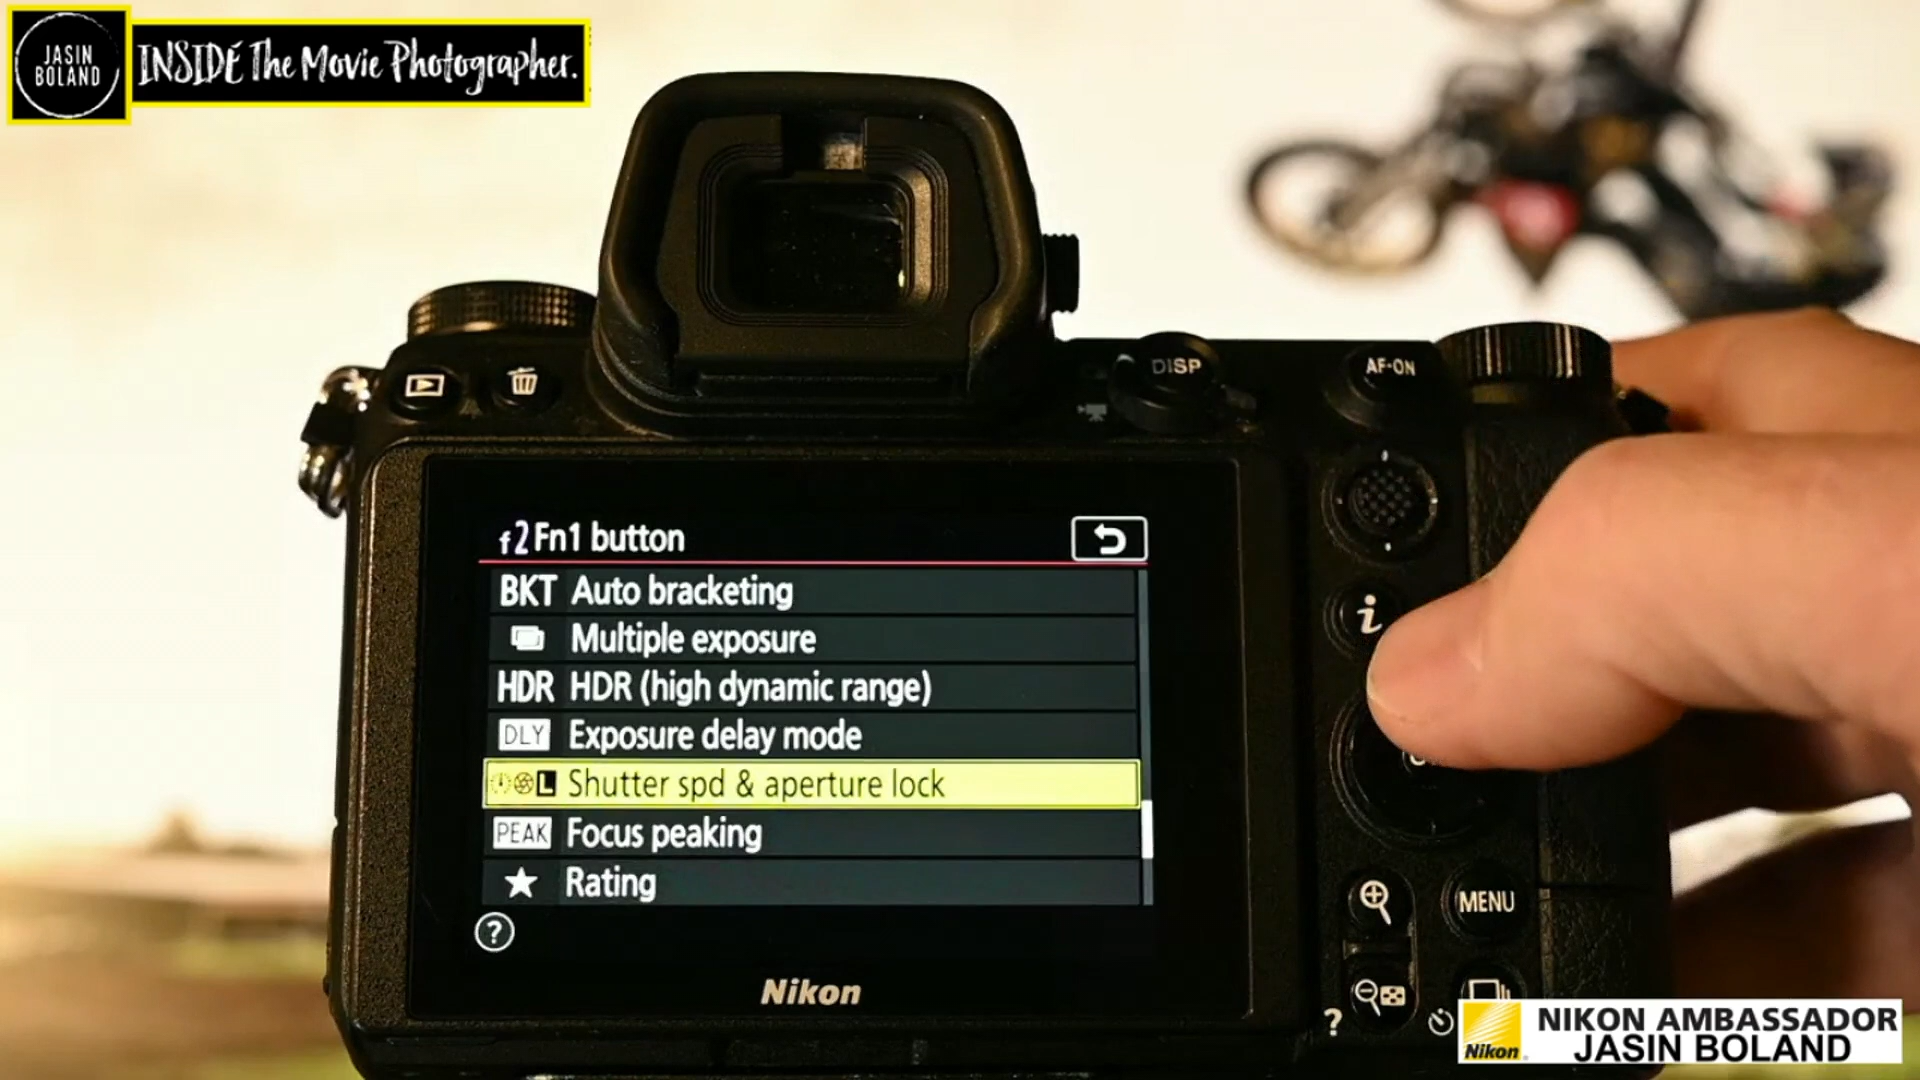 JASIN
BOLAND
INSIDE The Movie Photographer.
DISP
AF-ON
i
f2 Fn1 button
BKT Auto bracketing
Multiple exposure
HDR HDR (high dynamic range)
DLY Exposure delay mode
L Shutter spd & aperture lock
PEAK Focus peaking
Rating
?
MENU
Nikon
?
Nikon
NIKON AMBASSADOR
JASIN BOLAND